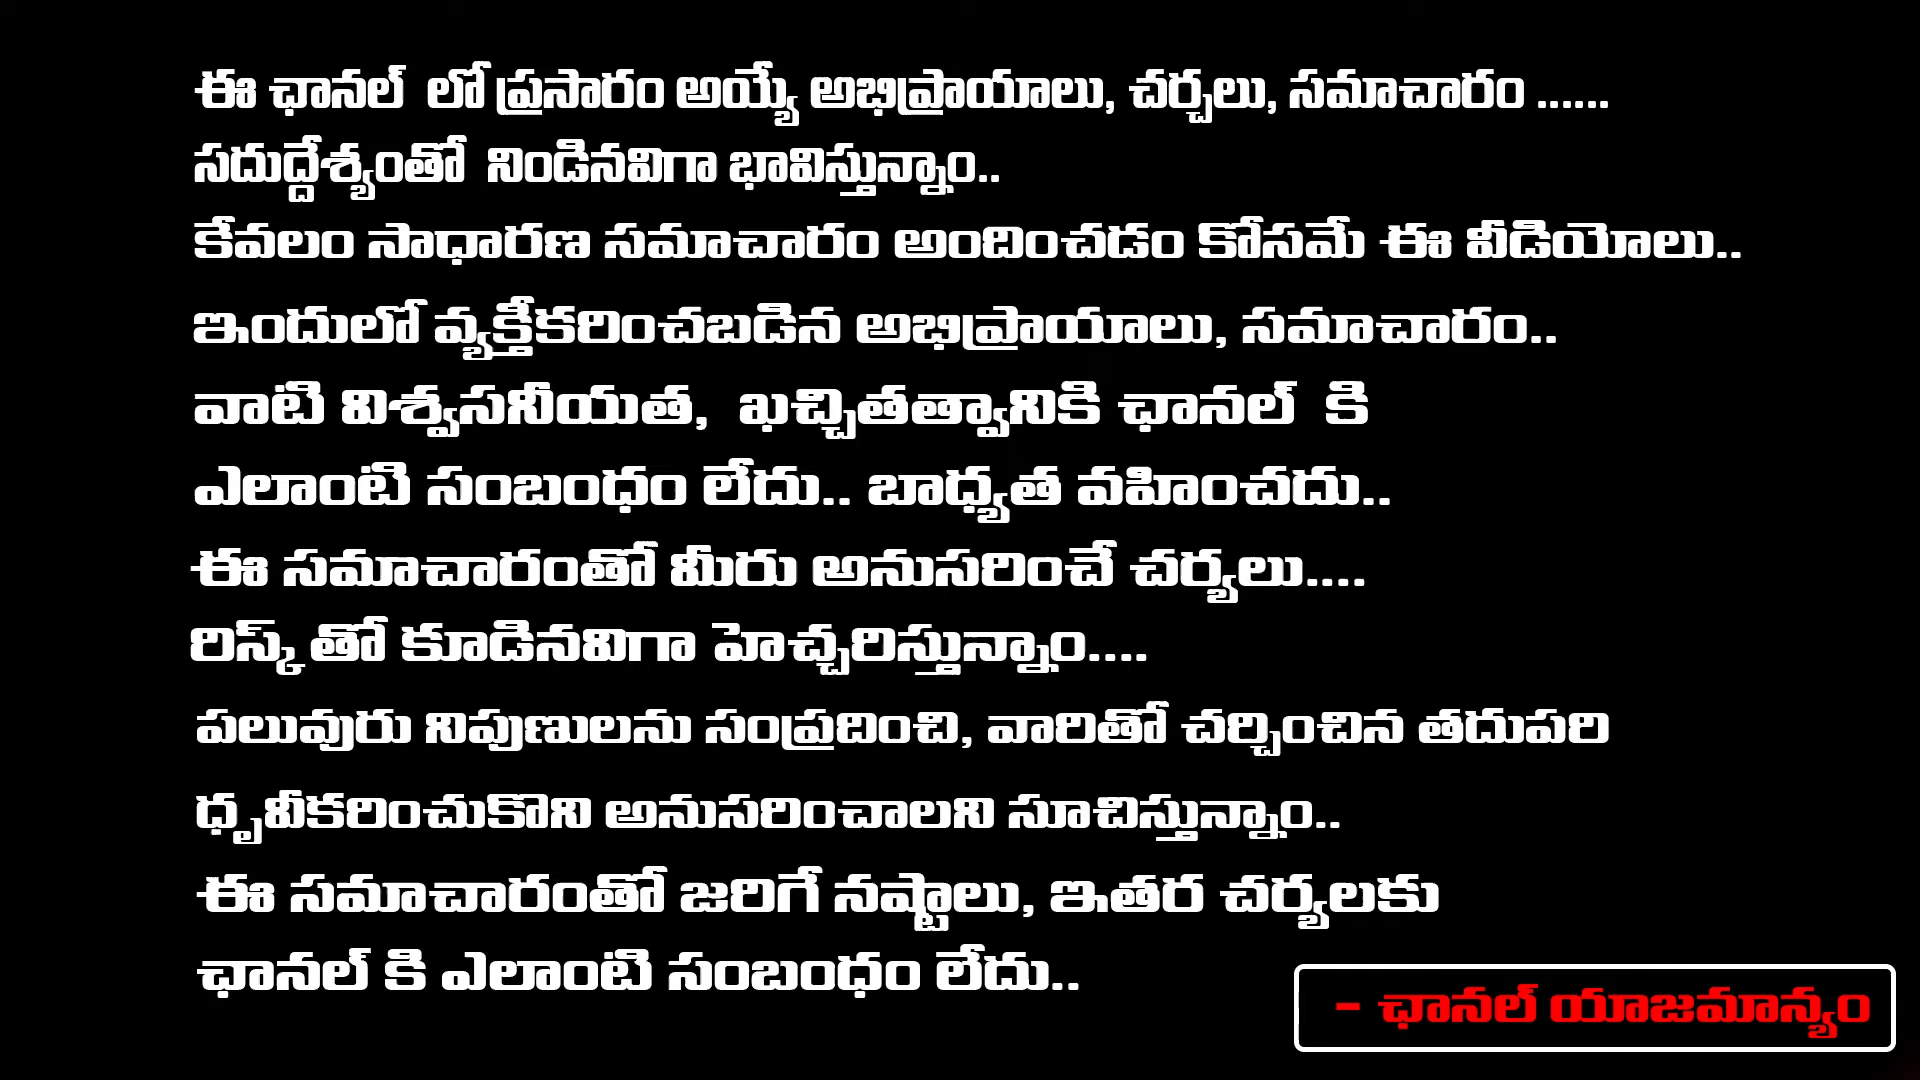 ఈ ఛానల్ లో ప్రసారం అయ్యే అభిప్రాయాలు, చర్చలు, సమాచారం ......
సదుద్దేశ్యంతో నిండినవిగా భావిస్తున్నాం..
కేవలం సాధారణ సమాచారం అందించడం కోసమే ఈ వీడియోలు..
ఇందులో వ్యక్తీకరించబడిన అభిప్రాయాలు, సమాచారం..
వాటి విశ్వసనీయత, ఖచ్చితత్వానికి ఛానల్ కి
ఎలాంటి సంబంధం లేదు.. బాధ్యత వహించదు..
ఈ సమాచారంతో మీరు అనుసరించే చర్యలు....
రిస్క్ తో కూడినవిగా హెచ్చరిస్తున్నాం....
పలువురు నిపుణులను సంప్రదించి, వారితో చర్చించిన తదుపరి
ధృవీకరించుకొని అనుసరించాలని సూచిస్తున్నాం..
ఈ సమాచారంతో జరిగే నష్టాలు, ఇతర చర్యలకు
ఛానల్ కి ఎలాంటి సంబంధం లేదు..
- ఛానల్ యాజమాన్యం